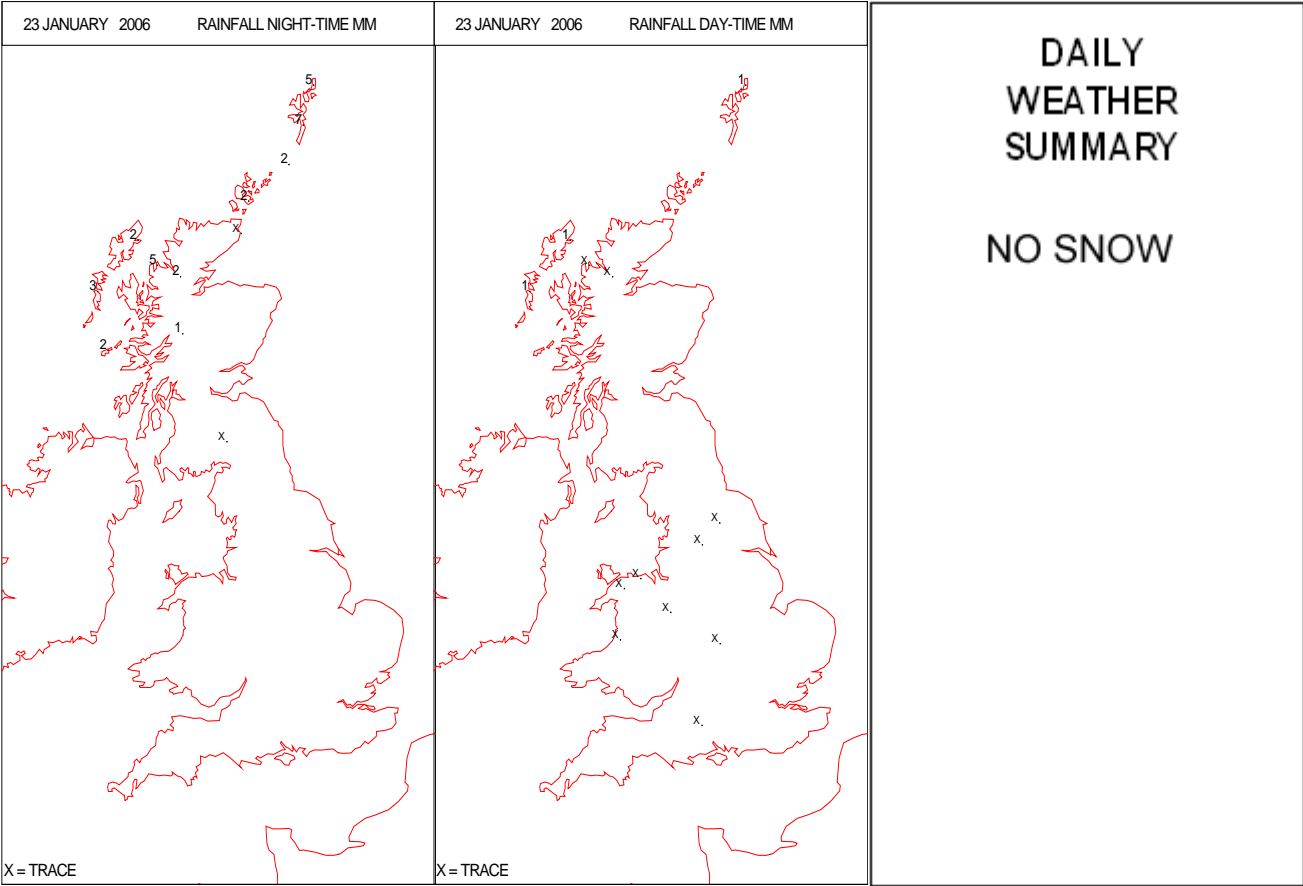 23 JANUARY 2006 RAINFALL NIGHT-TIME MM
5
7
2
2
X
2
5
2
3
1
2
X
X = TRACE
23 JANUARY 2006 RAINFALL DAY-TIME MM
1
1
X
X
1
X
X
X
X
X
X
X
X
X = TRACE
DAILY
WEATHER
SUMMARY
NO SNOW